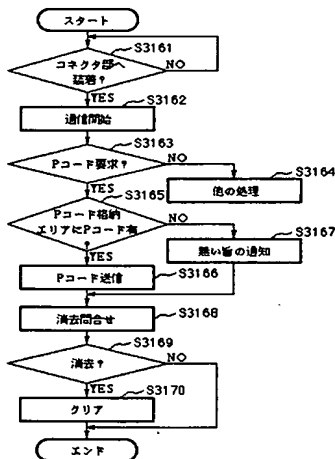 スタート
S3161
コネクタ部へ
装着?
NO
YES
S3162
通信開始
S3163
Pコード要求?
NO
YES
S3164
他の処理
S3165
Pコード格納
エリアにPコード有
?
NO
YES
S3167
無い旨の通知
Pコード送信
S3166
消去問合せ
S3168
S3169
消去?
NO
YES
S3170
クリア
エンド